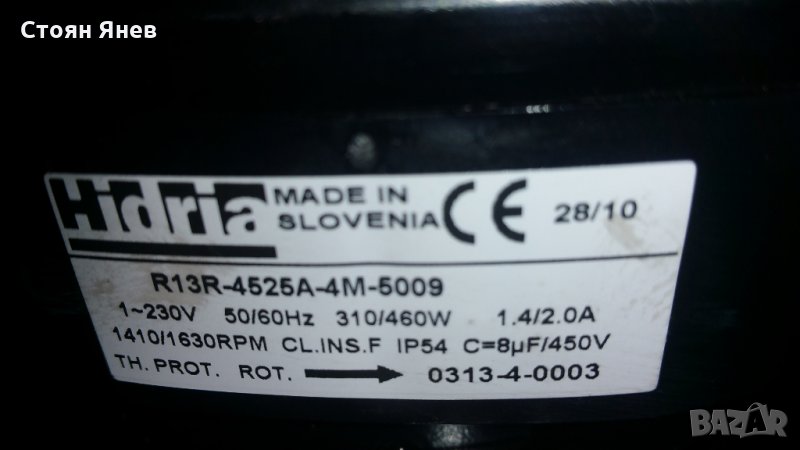 Стоян Янев
Hidria MADE IN SLOVENIA CE 28/10
R13R-4525A-4M-5009
1~230V 50/60Hz 310/460W 1.4/2.0A
1410/1630RPM CL.INS.F IP54 C=8µF/450V
TH. PROT. ROT. → 0313-4-0003
BAZAR